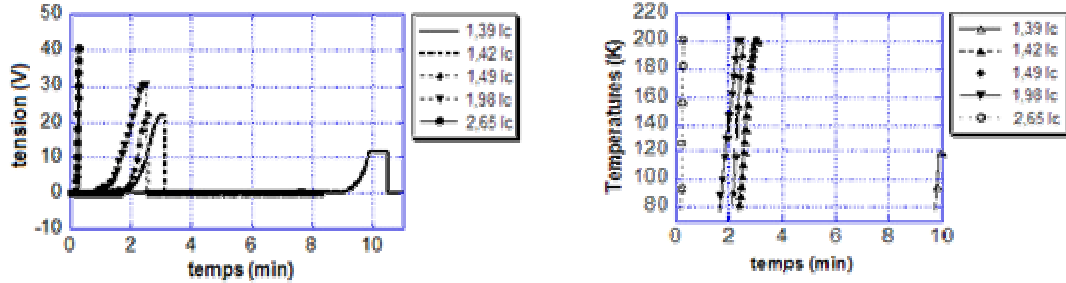 50
40
30
20
10
0
-10
tension (V)
0 2 4 6 8 10
temps (min)
1,39 Ic
1,42 Ic
1,49 Ic
1,98 Ic
2,65 Ic
220
200
180
160
140
120
100
80
Temperatures (K)
0 2 4 6 8 10
temps (min)
1,39 Ic
1,42 Ic
1,49 Ic
1,98 Ic
2,65 Ic